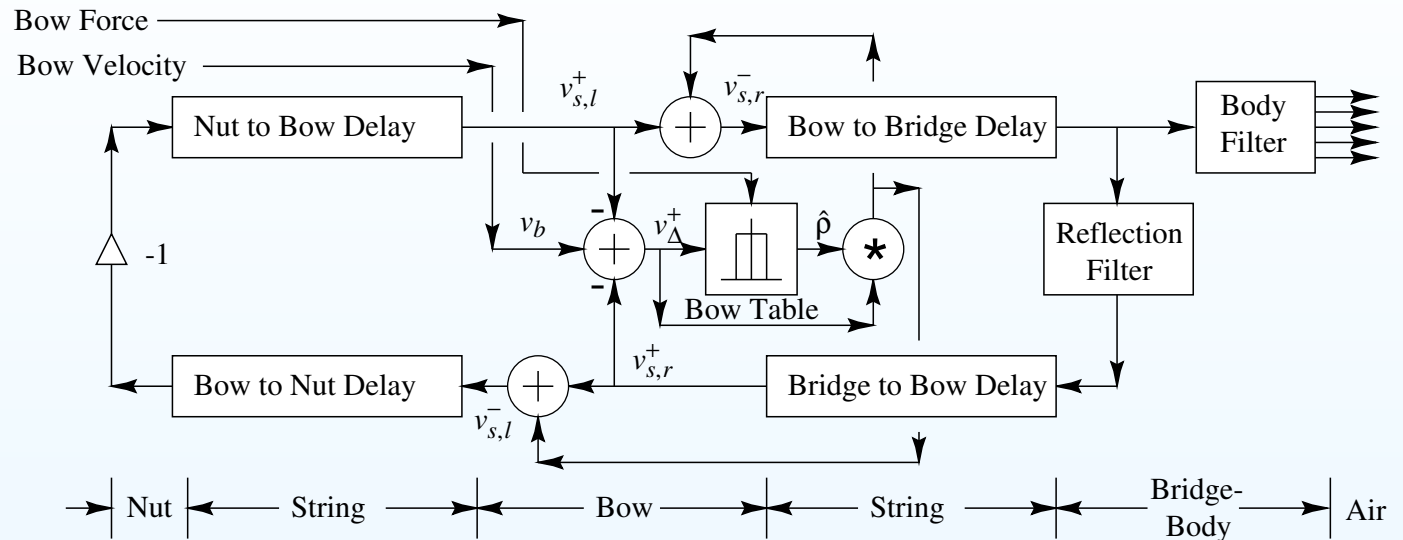 Bow Force
Bow Velocity
v⁺ₛ,ₗ
v⁻ₛ,ᵣ
Nut to Bow Delay
+
Bow to Bridge Delay
Body
Filter
-
v_b
+
v⁺_Δ
ρ̂
*
-1
Reflection
Filter
-
Bow Table
v⁺ₛ,ᵣ
Bow to Nut Delay
+
Bridge to Bow Delay
v⁻ₛ,ₗ
Nut
String
Bow
String
Bridge-
Body
Air